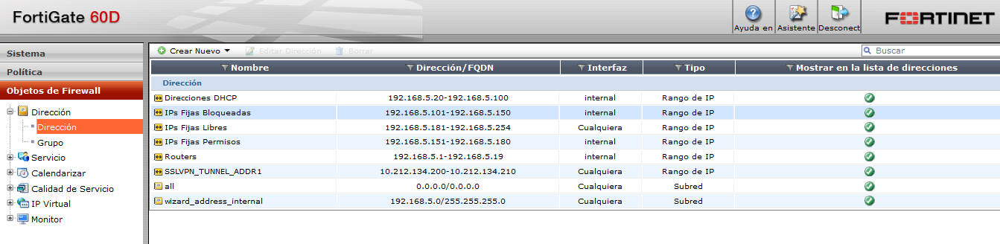 FortiGate 60D
Ayuda en Asistente Desconect
FORTINET
Sistema
Política
Objetos de Firewall
Dirección
Dirección
Grupo
Servicio
Calendarizar
Calidad de Servicio
IP Virtual
Monitor
Crear Nuevo Editar Dirección Borrar Buscar
Nombre Dirección/FQDN Interfaz Tipo Mostrar en la lista de direcciones
Dirección
Direcciones DHCP 192.168.5.20-192.168.5.100 internal Rango de IP
IPs Fijas Bloqueadas 192.168.5.101-192.168.5.150 internal Rango de IP
IPs Fijas Libres 192.168.5.181-192.168.5.254 Cualquiera Rango de IP
IPs Fijas Permisos 192.168.5.151-192.168.5.180 internal Rango de IP
Routers 192.168.5.1-192.168.5.19 internal Rango de IP
SSLVPN_TUNNEL_ADDR1 10.212.134.200-10.212.134.210 Cualquiera Rango de IP
all 0.0.0.0/0.0.0.0 Cualquiera Subred
wizard_address_internal 192.168.5.0/255.255.255.0 Cualquiera Subred